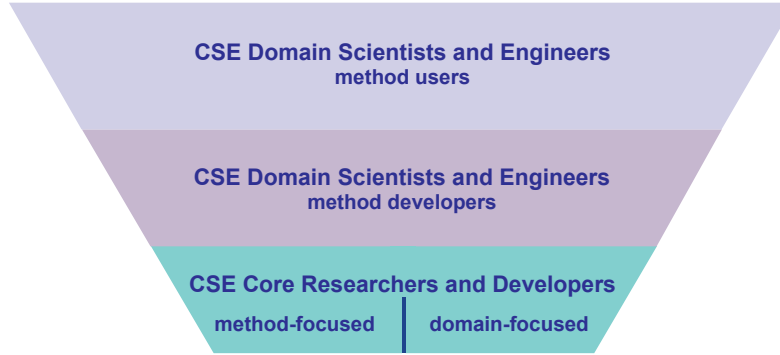 CSE Domain Scientists and Engineers
method users
CSE Domain Scientists and Engineers
method developers
CSE Core Researchers and Developers
method-focused domain-focused